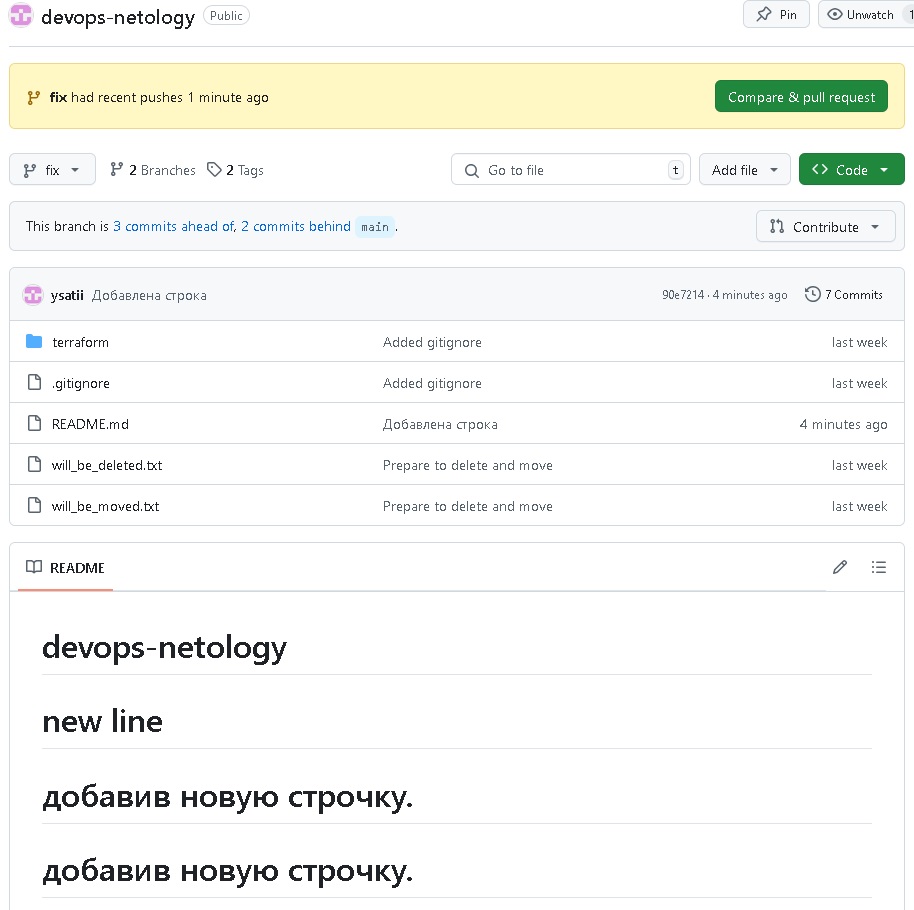 devops-netology Public Pin Unwatch 1
fix had recent pushes 1 minute ago Compare & pull request
fix 2 Branches 2 Tags Go to file t Add file Code
This branch is 3 commits ahead of, 2 commits behind main.
Contribute
ysatii Добавлена строка 90e7214 · 4 minutes ago 7 Commits
terraform Added gitignore last week
.gitignore Added gitignore last week
README.md Добавлена строка 4 minutes ago
will_be_deleted.txt Prepare to delete and move last week
will_be_moved.txt Prepare to delete and move last week
README
devops-netology
new line
добавив новую строчку.
добавив новую строчку.